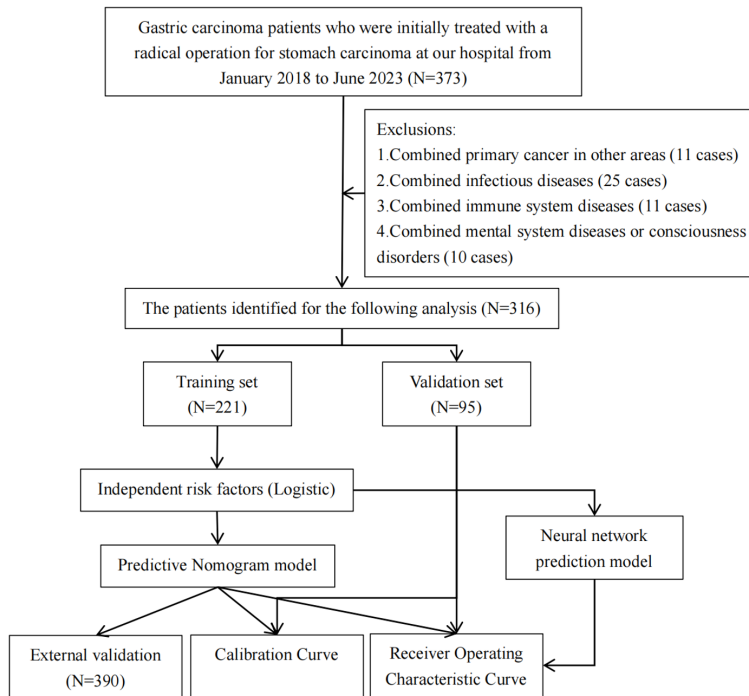 Gastric carcinoma patients who were initially treated with a
radical operation for stomach carcinoma at our hospital from
January 2018 to June 2023 (N=373)
Exclusions:
1.Combined primary cancer in other areas (11 cases)
2.Combined infectious diseases (25 cases)
3.Combined immune system diseases (11 cases)
4.Combined mental system diseases or consciousness
disorders (10 cases)
The patients identified for the following analysis (N=316)
Training set
(N=221)
Validation set
(N=95)
Independent risk factors (Logistic)
Neural network
prediction model
Predictive Nomogram model
External validation
(N=390)
Calibration Curve
Receiver Operating
Characteristic Curve